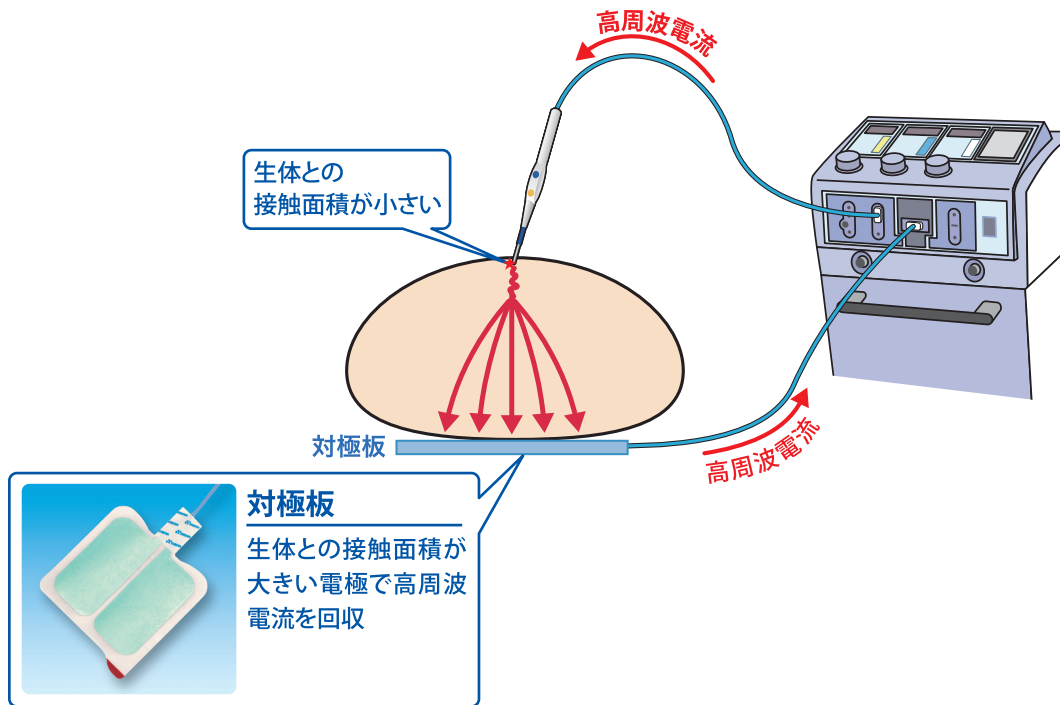 高周波電流
生体との
接触面積が小さい
対極板
高周波電流
対極板
生体との接触面積が
大きい電極で高周波
電流を回収